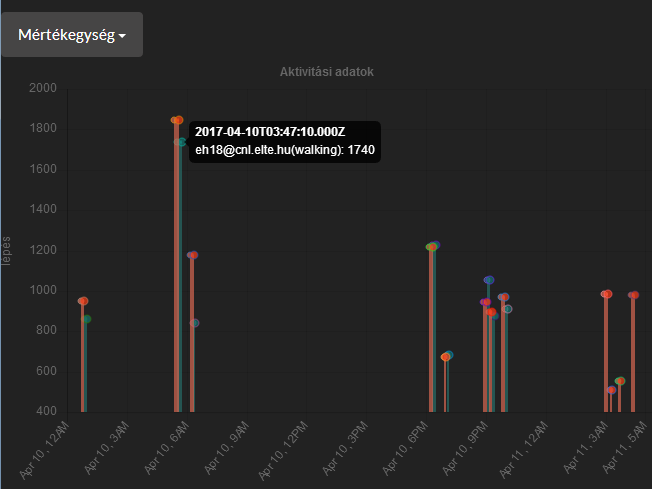 Mértékegység
Aktivitási adatok
lépés
2000
1800
1600
1400
1200
1000
800
600
400
2017-04-10T03:47:10.000Z
eh18@cnl.elte.hu(walking): 1740
Apr 10, 12AM
Apr 10, 3AM
Apr 10, 6AM
Apr 10, 9AM
Apr 10, 12PM
Apr 10, 3PM
Apr 10, 6PM
Apr 10, 9PM
Apr 11, 12AM
Apr 11, 3AM
Apr 11, 5AM